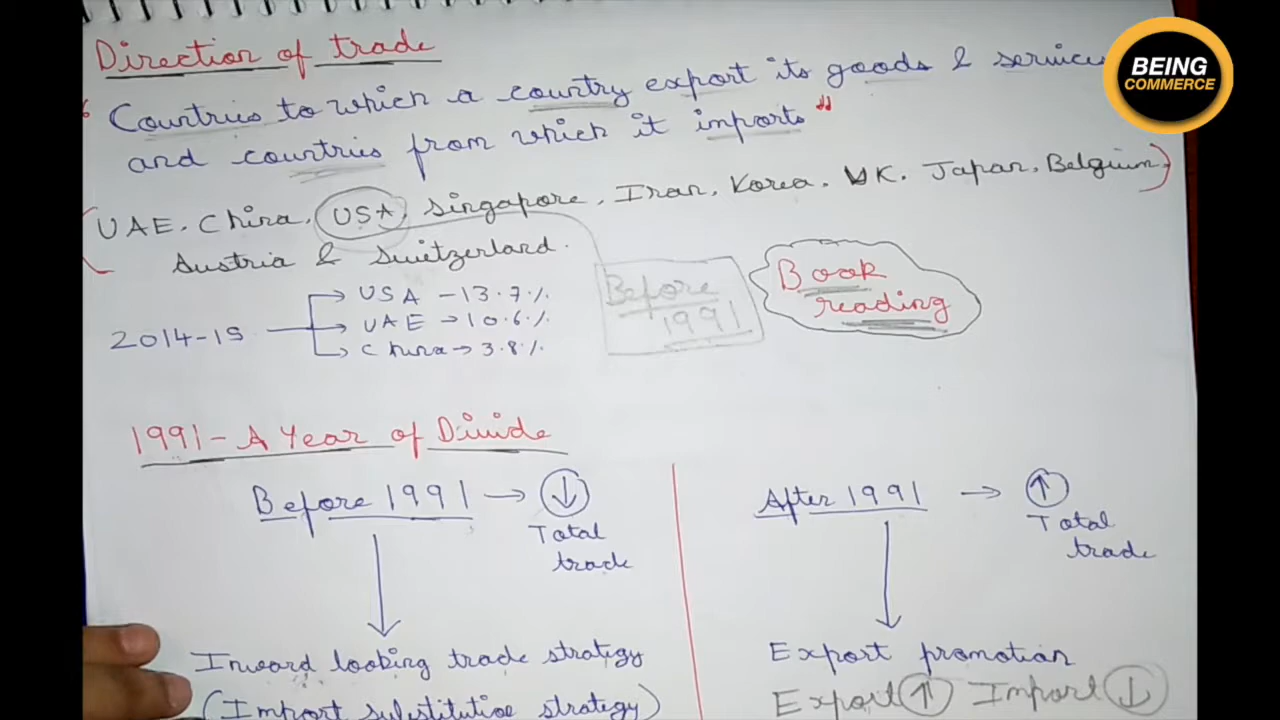 BEING
COMMERCE
Direction of trade
" Countries to which a country export its goods & services
and countries from which it imports "
( UAE, China, USA, Singapore, Iran, Korea, UK, Japan, Belgium,
Austria & Switzerland. )
2014-15 → USA - 13.7%
→ UAE → 10.6%
→ China → 3.8%
Before
1991
Book
reading
1991 - A Year of Divide
Before 1991 → ↓
Total
trade
Inward looking trade strategy
(Import substitution strategy)
After 1991 → ↑
Total
trade
Export promotion
Export ↑ Import ↓